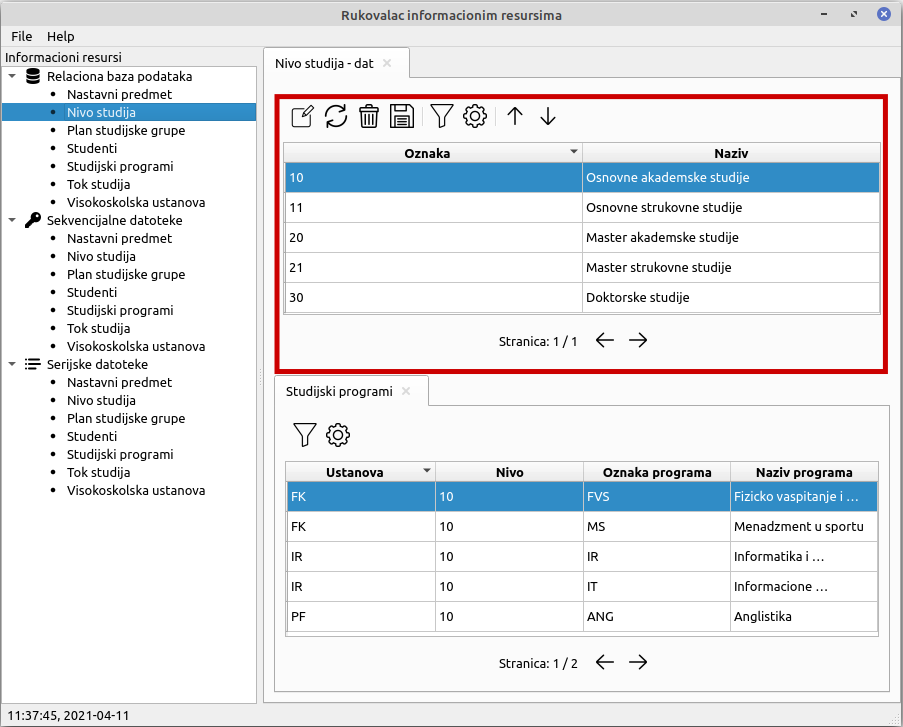 Rukovalac informacionim resursima
File Help
Informacioni resursi
Relaciona baza podataka
Nastavni predmet
Nivo studija
Plan studijske grupe
Studenti
Studijski programi
Tok studija
Visokoskolska ustanova
Sekvencijalne datoteke
Nastavni predmet
Nivo studija
Plan studijske grupe
Studenti
Studijski programi
Tok studija
Visokoskolska ustanova
Serijske datoteke
Nastavni predmet
Nivo studija
Plan studijske grupe
Studenti
Studijski programi
Tok studija
Visokoskolska ustanova
Nivo studija - dat
Oznaka Naziv
10 Osnovne akademske studije
11 Osnovne strukovne studije
20 Master akademske studije
21 Master strukovne studije
30 Doktorske studije
Stranica: 1 / 1
Studijski programi
Ustanova Nivo Oznaka programa Naziv programa
FK 10 FVS Fizicko vaspitanje i ...
FK 10 MS Menadzment u sportu
IR 10 IR Informatika i ...
IR 10 IT Informacione ...
PF 10 ANG Anglistika
Stranica: 1 / 2
11:37:45, 2021-04-11